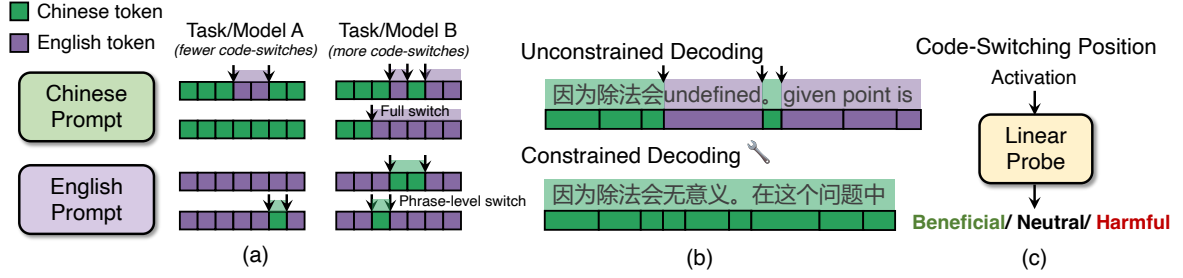 Chinese token
English token
Task/Model A
(fewer code-switches)
Task/Model B
(more code-switches)
Chinese
Prompt
Full switch
English
Prompt
Phrase-level switch
(a)
Unconstrained Decoding
因为除法会undefined。given point is
Constrained Decoding
因为除法会无意义。在这个问题中
(b)
Code-Switching Position
Activation
Linear
Probe
Beneficial/ Neutral/ Harmful
(c)